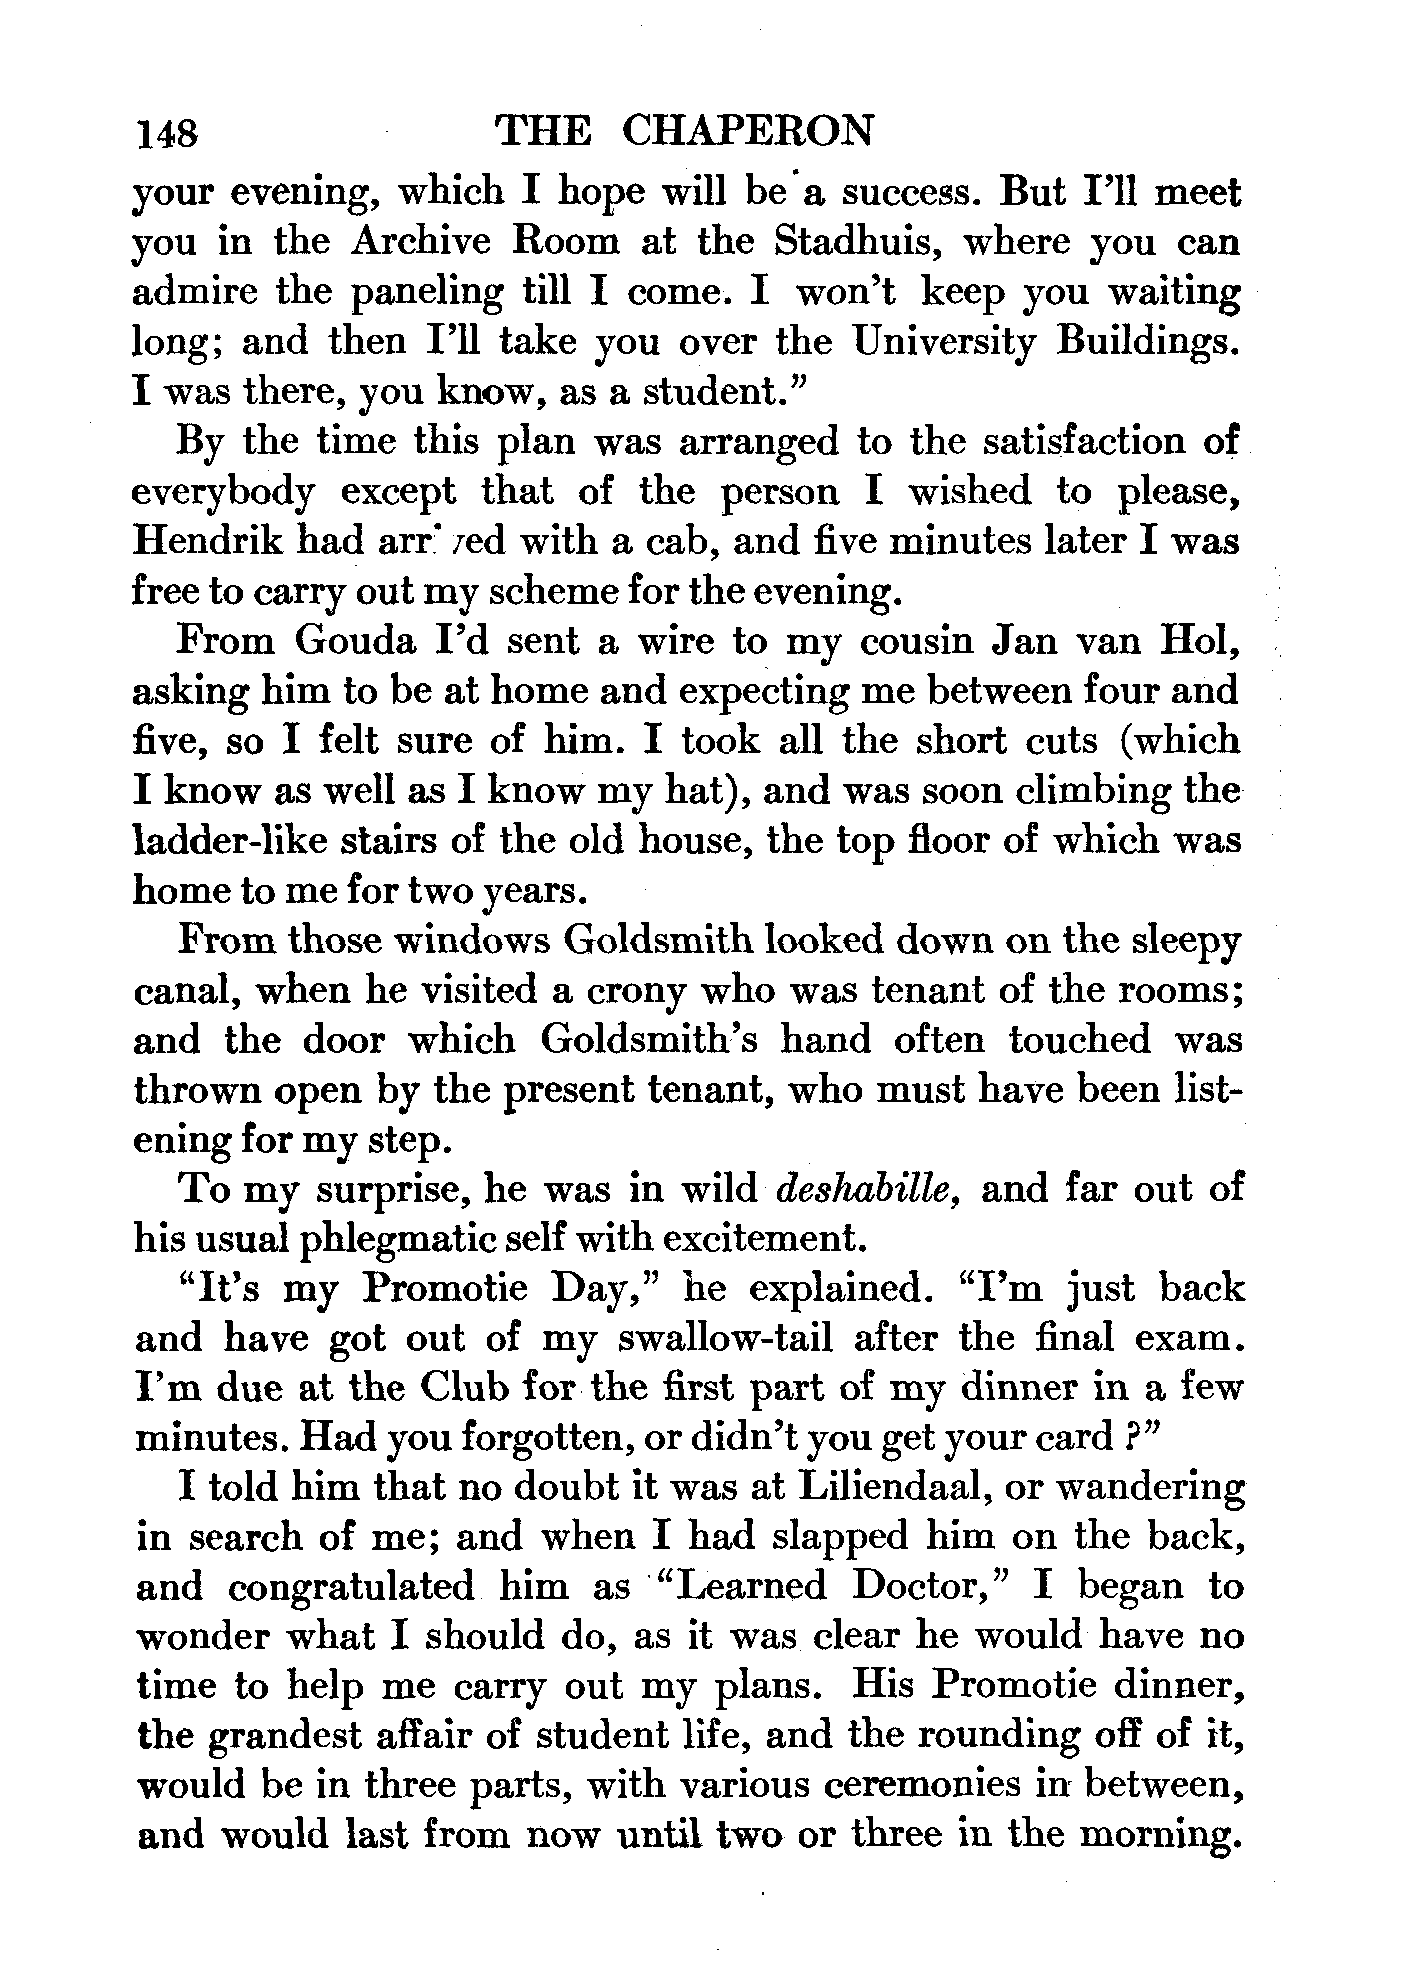 148 THE CHAPERON
your evening, which I hope will be a success. But I'll meet
you in the Archive Room at the Stadhuis, where you can
admire the paneling till I come. I won't keep you waiting
long; and then I'll take you over the University Buildings.
I was there, you know, as a student."
By the time this plan was arranged to the satisfaction of
everybody except that of the person I wished to please,
Hendrik had arrived with a cab, and five minutes later I was
free to carry out my scheme for the evening.
From Gouda I'd sent a wire to my cousin Jan van Hol,
asking him to be at home and expecting me between four and
five, so I felt sure of him. I took all the short cuts (which
I know as well as I know my hat), and was soon climbing the
ladder-like stairs of the old house, the top floor of which was
home to me for two years.
From those windows Goldsmith looked down on the sleepy
canal, when he visited a crony who was tenant of the rooms;
and the door which Goldsmith's hand often touched was
thrown open by the present tenant, who must have been list-
ening for my step.
To my surprise, he was in wild deshabille, and far out of
his usual phlegmatic self with excitement.
"It's my Promotie Day," he explained. "I'm just back
and have got out of my swallow-tail after the final exam.
I'm due at the Club for the first part of my dinner in a few
minutes. Had you forgotten, or didn't you get your card?"
I told him that no doubt it was at Liliendaal, or wandering
in search of me; and when I had slapped him on the back,
and congratulated him as "Learned Doctor," I began to
wonder what I should do, as it was clear he would have no
time to help me carry out my plans. His Promotie dinner,
the grandest affair of student life, and the rounding off of it,
would be in three parts, with various ceremonies in between,
and would last from now until two or three in the morning.